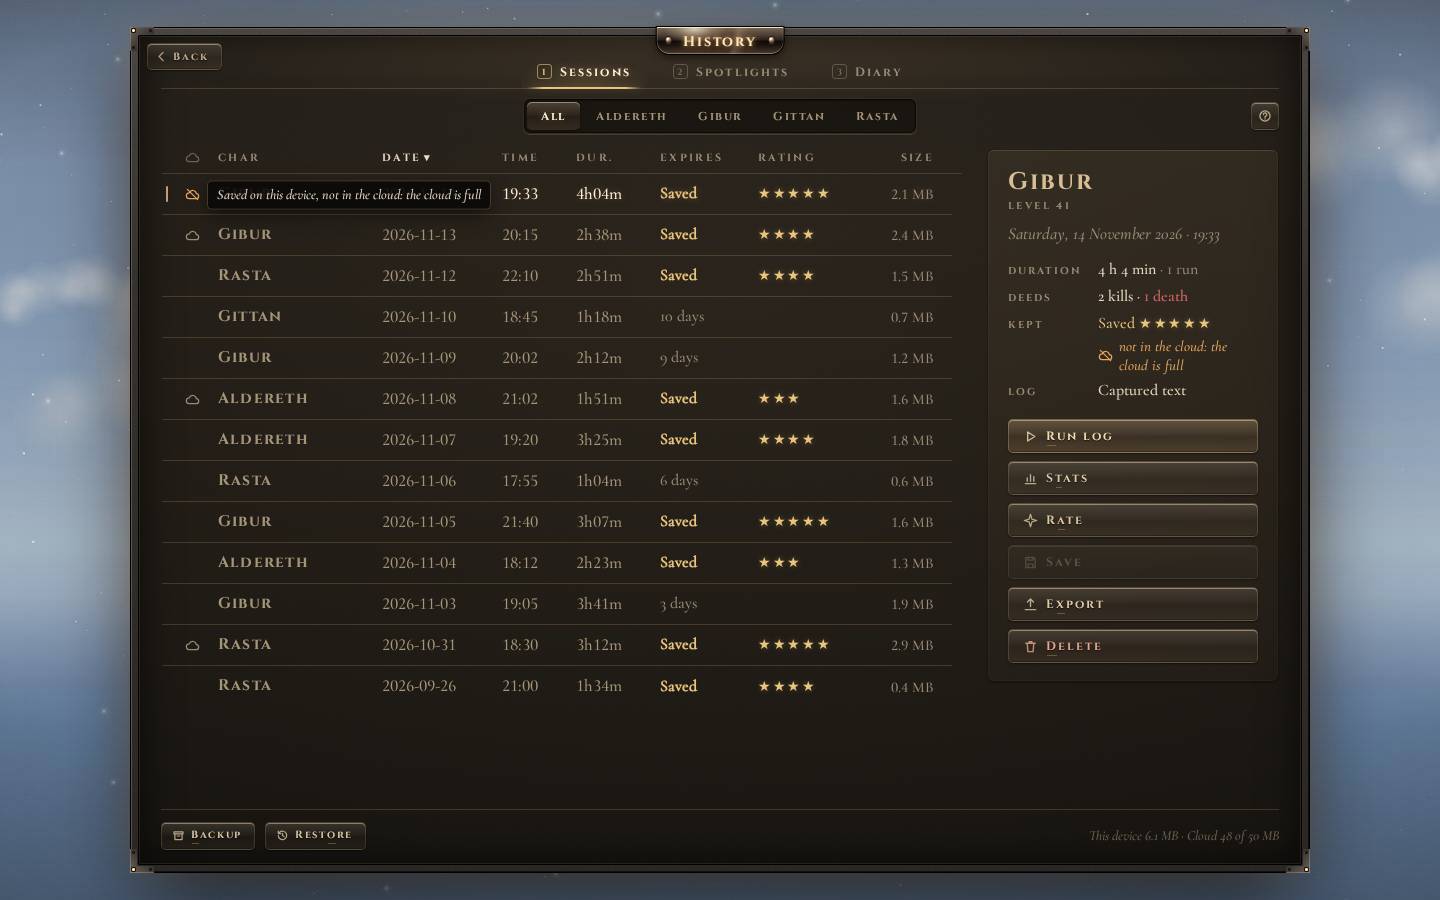 HISTORY
BACK
1 SESSIONS
2 SPOTLIGHTS
3 DIARY
ALL ALDERETH GIBUR GITTAN RASTA
CHAR DATE▼ TIME DUR. EXPIRES RATING SIZE
Saved on this device, not in the cloud: the cloud is full 19:33 4h04m Saved ★★★★★ 2.1 MB
GIBUR 2026-11-13 20:15 2h38m Saved ★★★★ 2.4 MB
RASTA 2026-11-12 22:10 2h51m Saved ★★★★ 1.5 MB
GITTAN 2026-11-10 18:45 1h18m 10 days 0.7 MB
GIBUR 2026-11-09 20:02 2h12m 9 days 1.2 MB
ALDERETH 2026-11-08 21:02 1h51m Saved ★★★ 1.6 MB
ALDERETH 2026-11-07 19:20 3h25m Saved ★★★★ 1.8 MB
RASTA 2026-11-06 17:55 1h04m 6 days 0.6 MB
GIBUR 2026-11-05 21:40 3h07m Saved ★★★★★ 1.6 MB
ALDERETH 2026-11-04 18:12 2h23m Saved ★★★ 1.3 MB
GIBUR 2026-11-03 19:05 3h41m 3 days 1.9 MB
RASTA 2026-10-31 18:30 3h12m Saved ★★★★★ 2.9 MB
RASTA 2026-09-26 21:00 1h34m Saved ★★★★ 0.4 MB
GIBUR
LEVEL 41
Saturday, 14 November 2026 · 19:33
DURATION 4 h 4 min · 1 run
DEEDS 2 kills · 1 death
KEPT Saved ★★★★★
not in the cloud: the
cloud is full
LOG Captured text
RUN LOG
STATS
RATE
SAVE
EXPORT
DELETE
BACKUP RESTORE
This device 6.1 MB · Cloud 48 of 50 MB